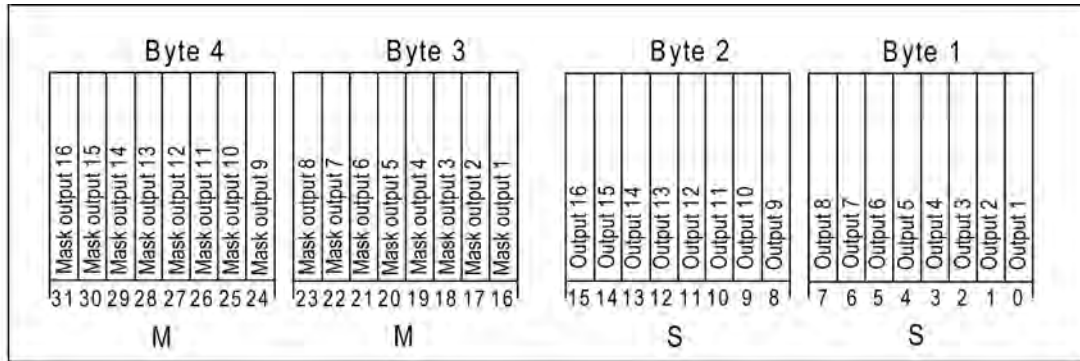 Byte 4 Byte 3 Byte 2 Byte 1
Mask output 16
Mask output 15
Mask output 14
Mask output 13
Mask output 12
Mask output 11
Mask output 10
Mask output 9
Mask output 8
Mask output 7
Mask output 6
Mask output 5
Mask output 4
Mask output 3
Mask output 2
Mask output 1
Output 16
Output 15
Output 14
Output 13
Output 12
Output 11
Output 10
Output 9
Output 8
Output 7
Output 6
Output 5
Output 4
Output 3
Output 2
Output 1
31 30 29 28 27 26 25 24 23 22 21 20 19 18 17 16 15 14 13 12 11 10 9 8 7 6 5 4 3 2 1 0
M M S S